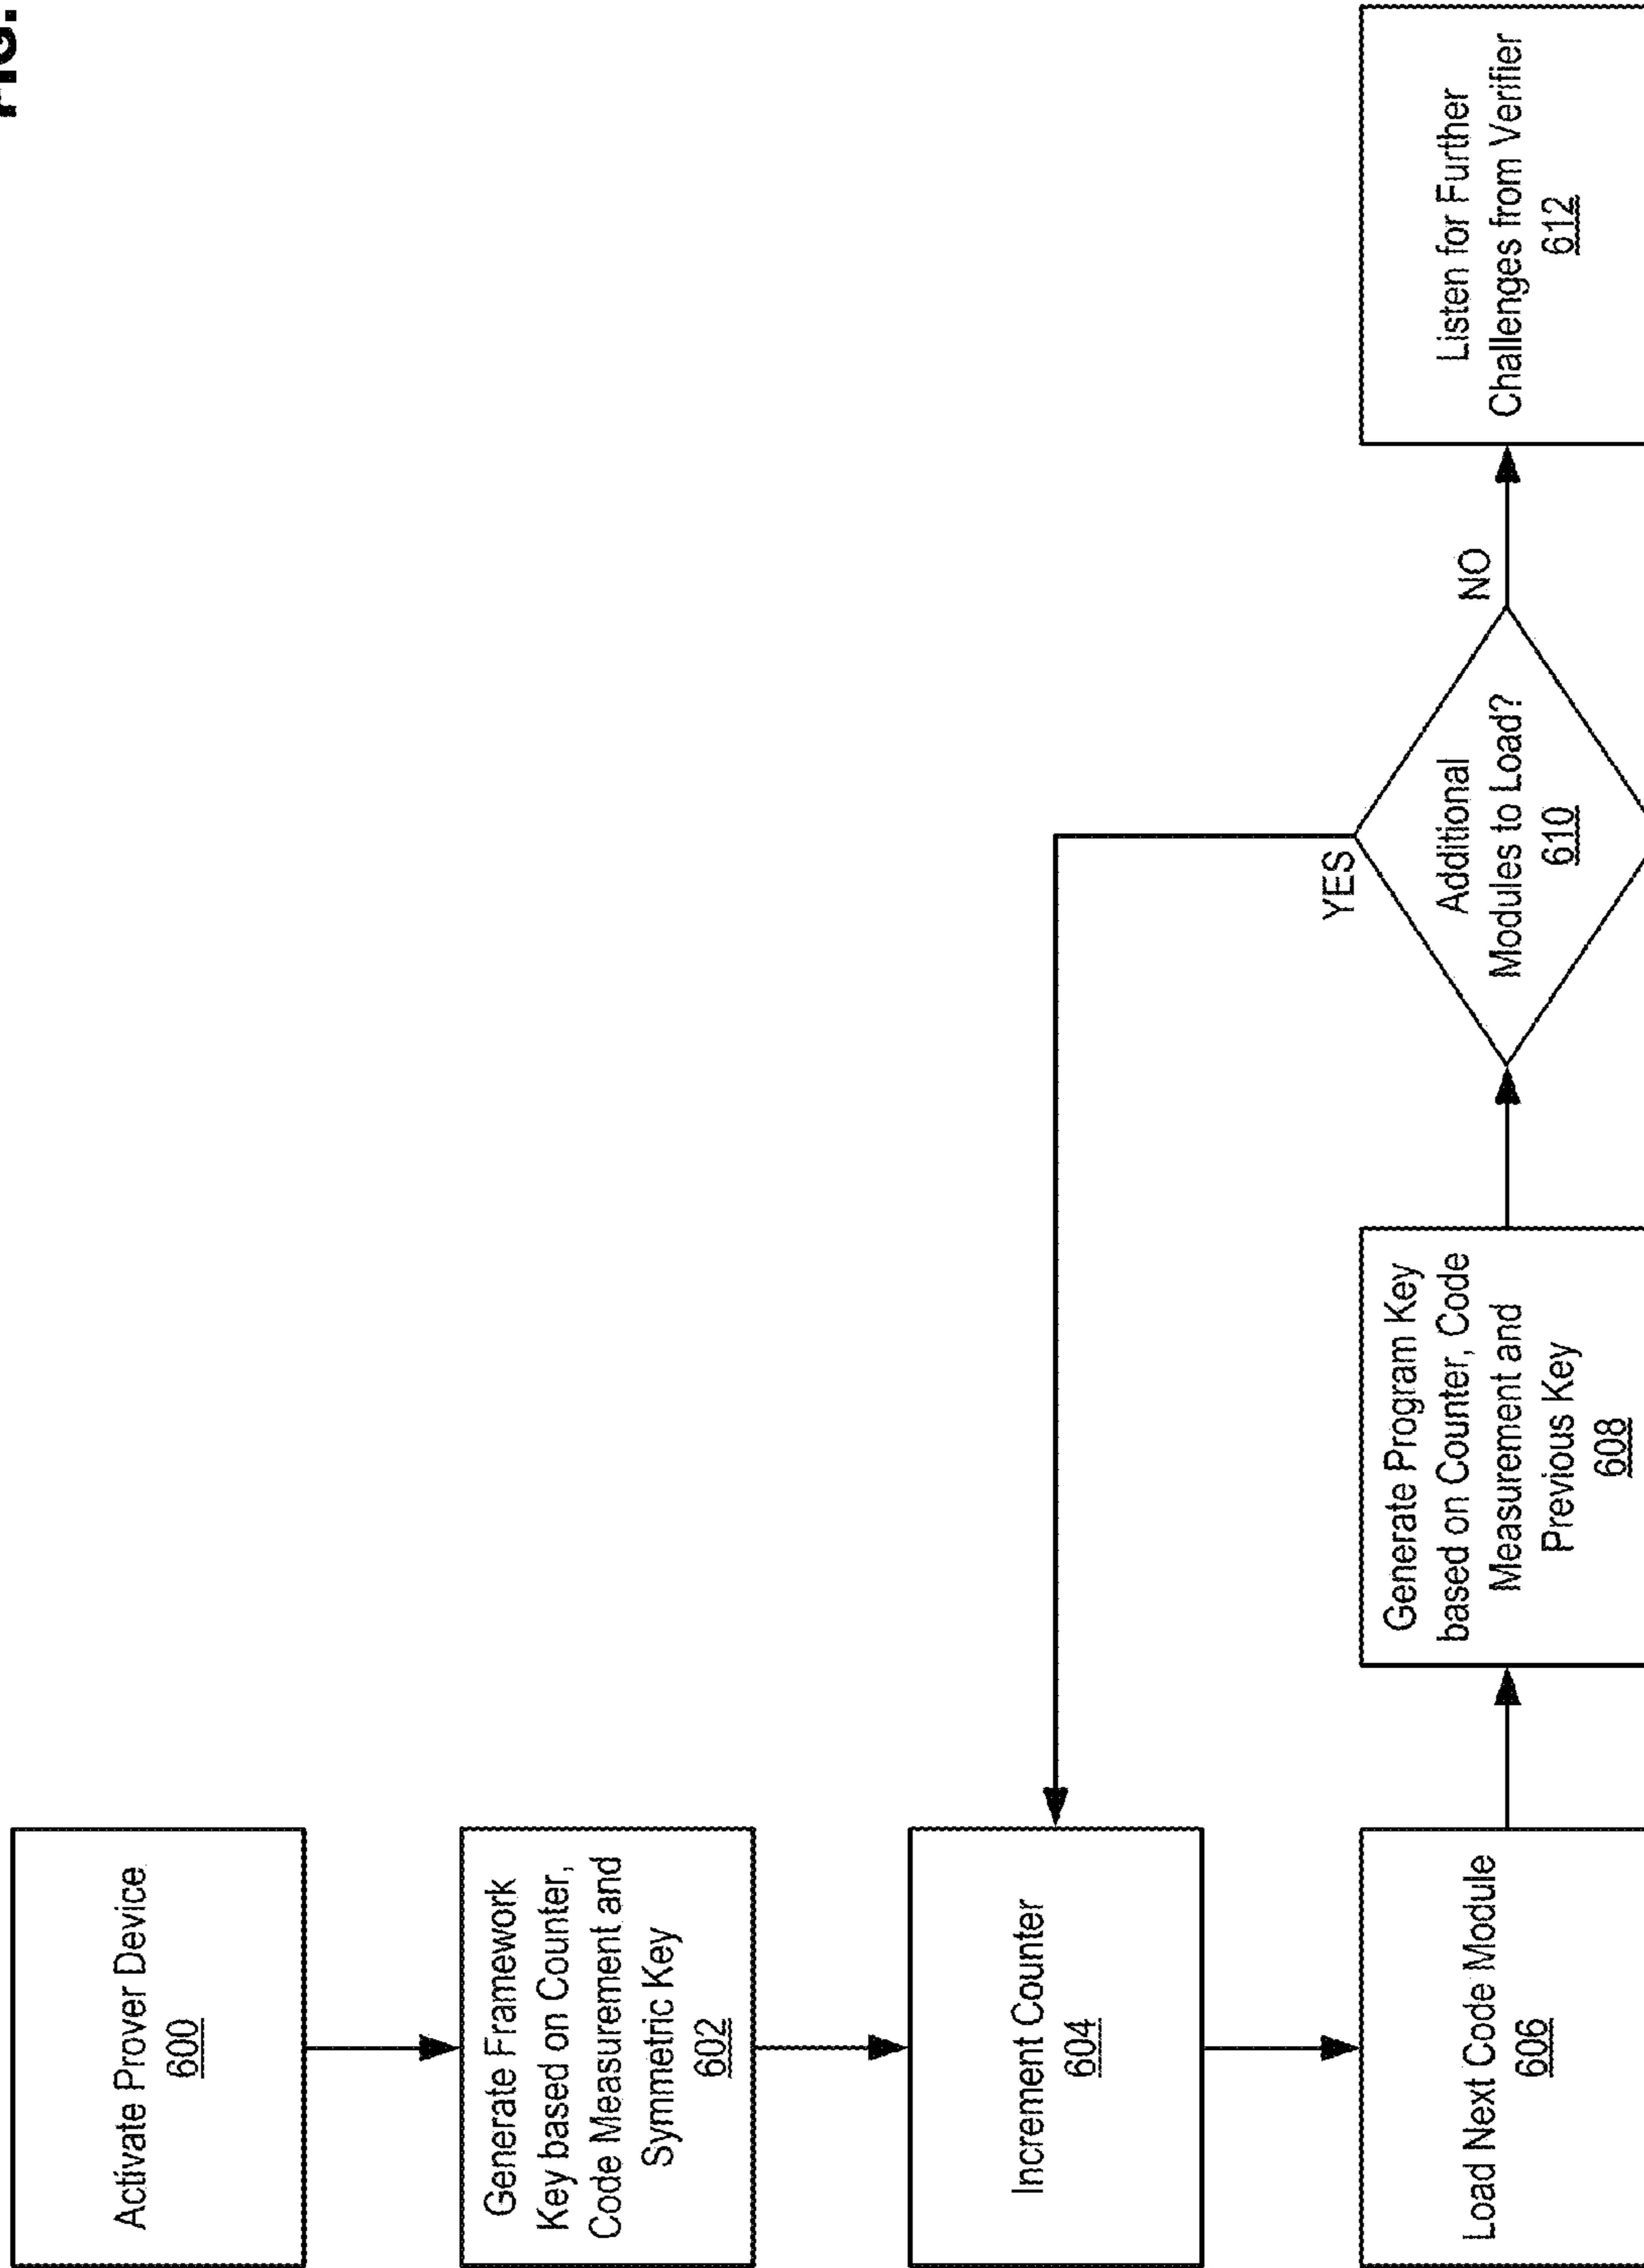 FIG.
Activate Prover Device
600
Generate Framework
Key based on Counter,
Code Measurement and
Symmetric Key
602
Increment Counter
604
Load Next Code Module
606
Generate Program Key
based on Counter, Code
Measurement and
Previous Key
608
YES
Additional
Modules to Load?
610
NO
Listen for Further
Challenges from Verifier
612